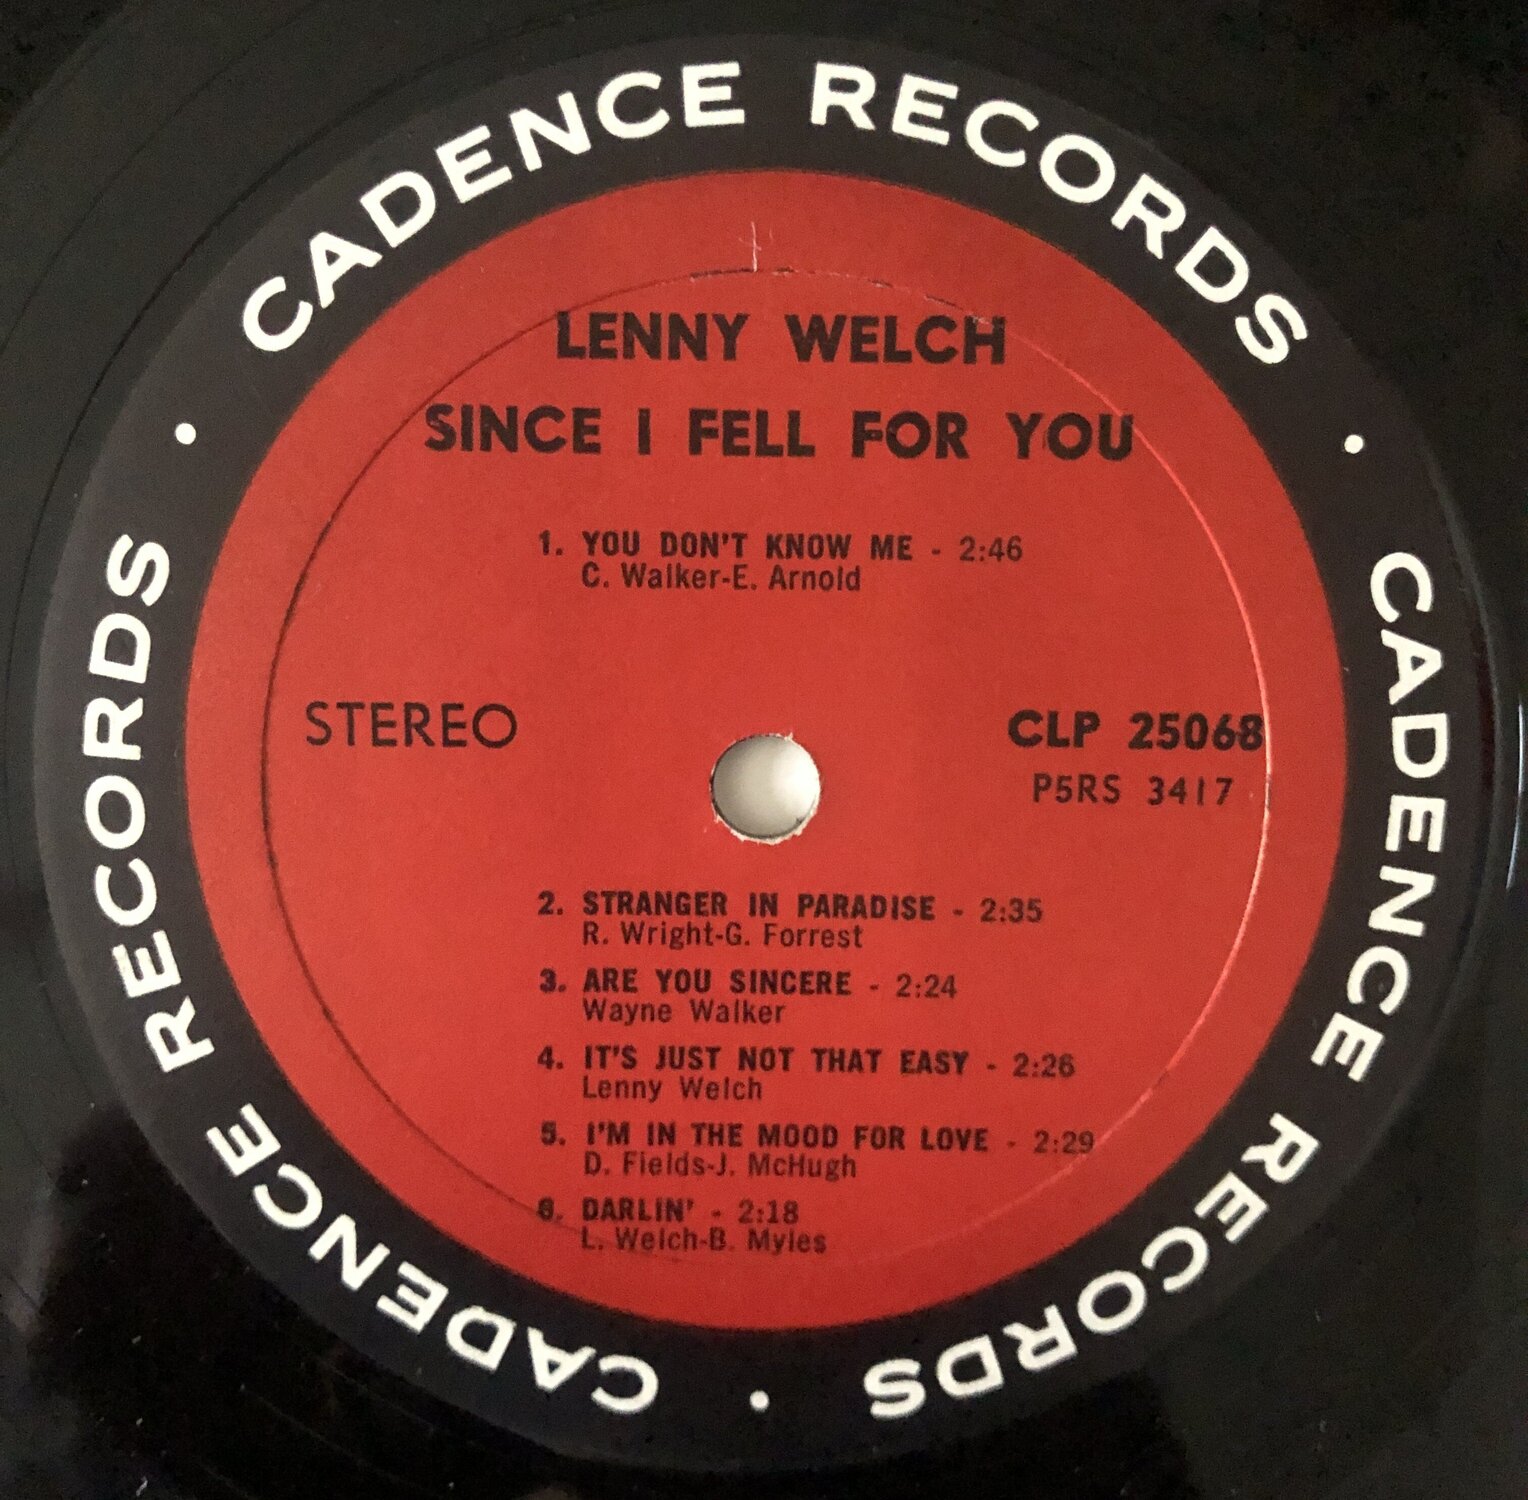 CADENCE RECORDS · CADENCE RECORDS · CADENCE RECORDS ·
LENNY WELCH
SINCE I FELL FOR YOU
1. YOU DON'T KNOW ME - 2:46
C. Walker-E. Arnold
STEREO
CLP 25068
P5RS 3417
2. STRANGER IN PARADISE - 2:35
R. Wright-G. Forrest
3. ARE YOU SINCERE - 2:24
Wayne Walker
4. IT'S JUST NOT THAT EASY - 2:26
Lenny Welch
5. I'M IN THE MOOD FOR LOVE - 2:29
D. Fields-J. McHugh
6. DARLIN' - 2:18
L. Welch-B. Myles